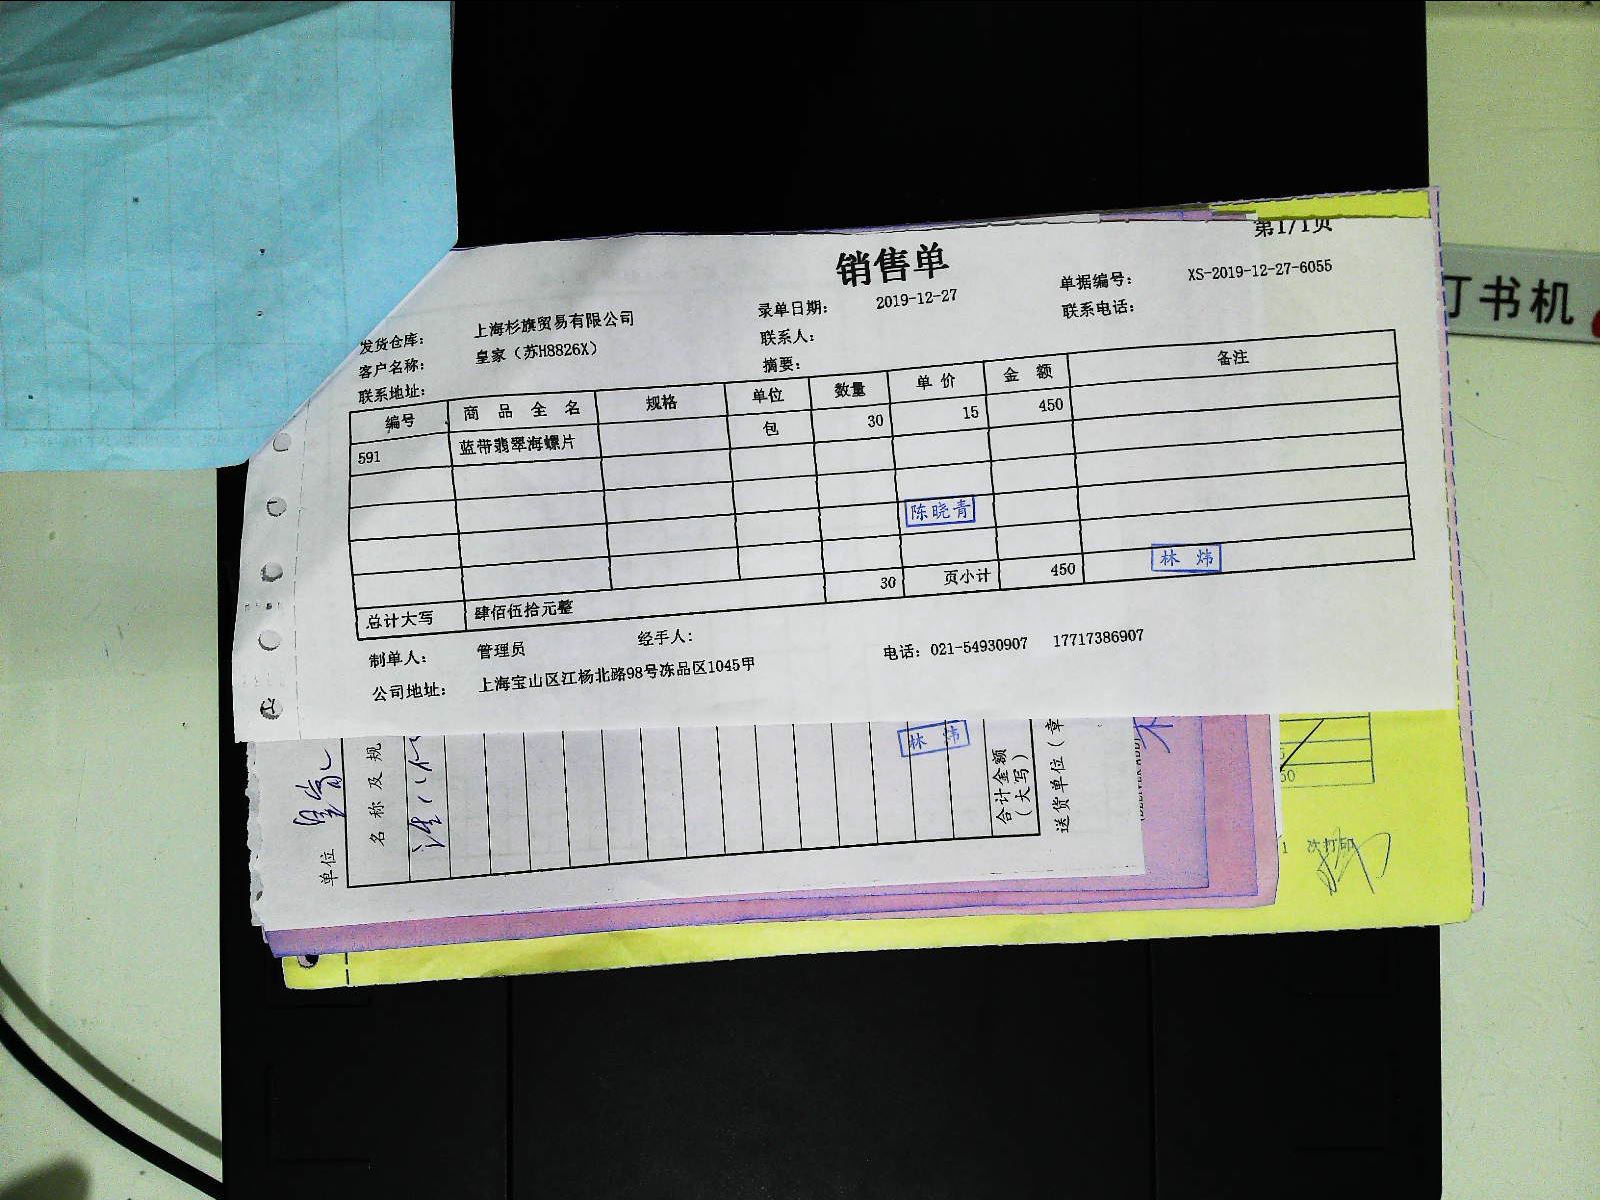 第1/1页
销售单
发货仓库： 上海杉旗贸易有限公司 录单日期： 2019-12-27 单据编号： XS-2019-12-27-6055
客户名称： 皇家（苏H8826X） 联系人： 联系电话：
联系地址： 摘要：
编号 商品全名 规格 单位 数量 单价 金额 备注
591 蓝带翡翠海螺片 包 30 15 450
陈晓青
林炜
30 页小计 450
总计大写 肆佰伍拾元整
制单人： 管理员 经手人：
电话：021-54930907 17717386907
公司地址： 上海宝山区江杨北路98号冻品区1045甲
订书机
林炜
单位
名称及规
合计金额
（大写）
送货单位（章
次打印